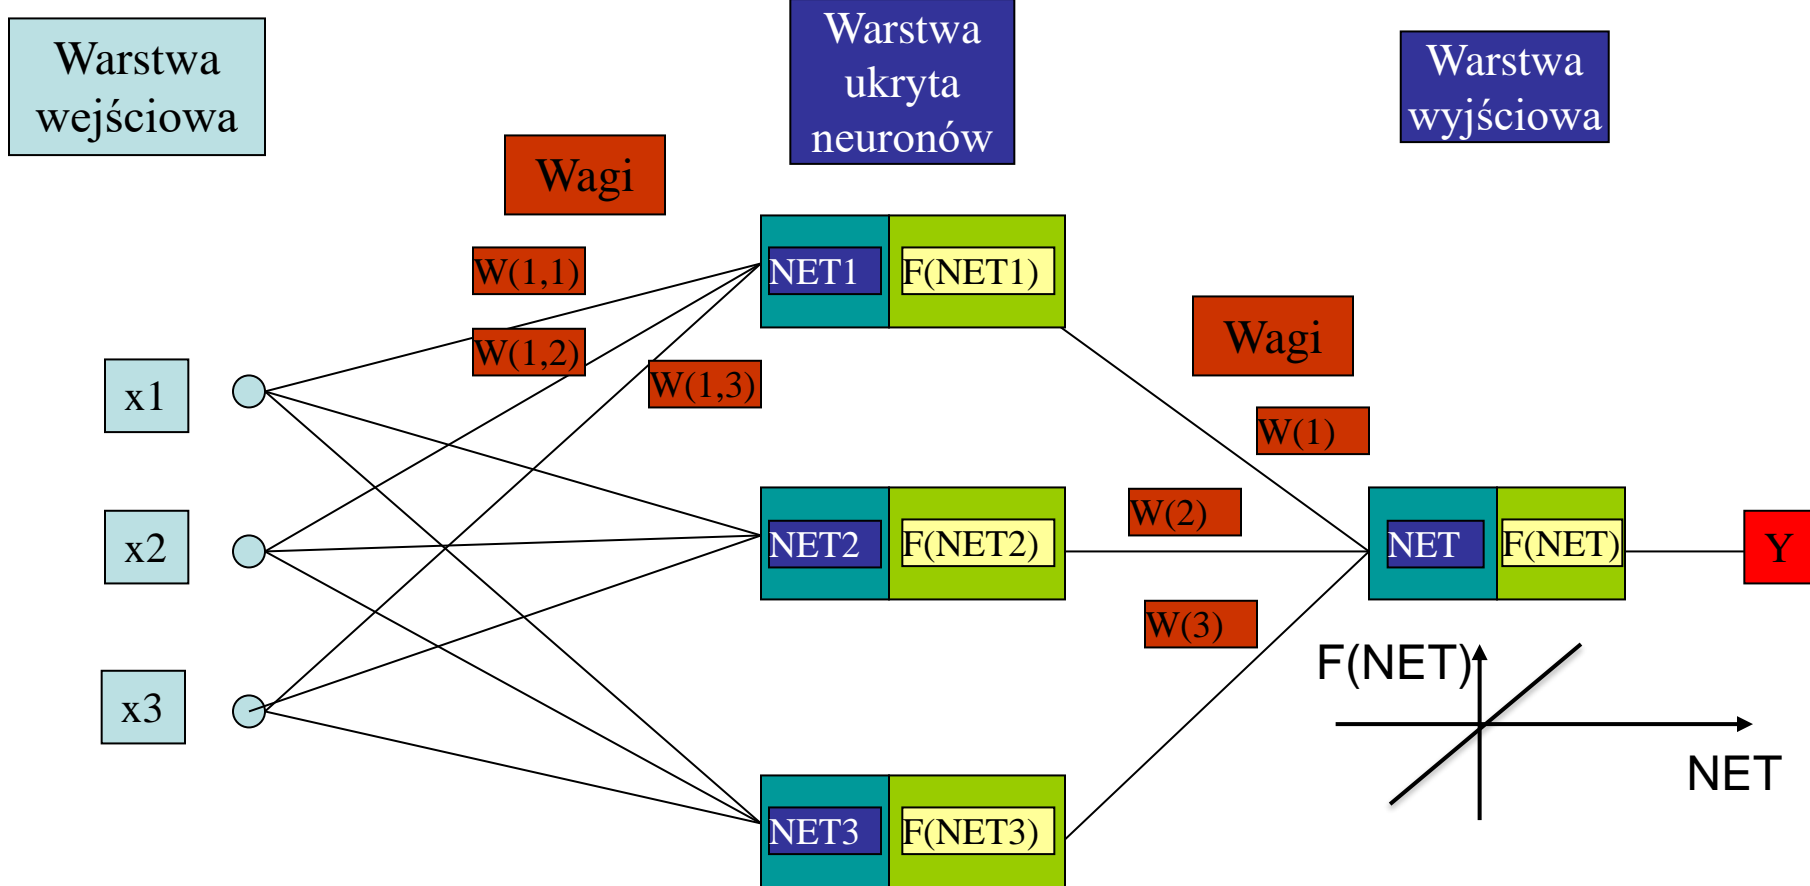 Warstwa
wejściowa
Warstwa
ukryta
neuronów
Warstwa
wyjściowa
Wagi
W(1,1)
NET1
F(NET1)
W(1,2)
W(1,3)
Wagi
x1
W(1)
W(2)
x2
NET2
F(NET2)
NET
F(NET)
Y
W(3)
F(NET)
x3
NET
NET3
F(NET3)